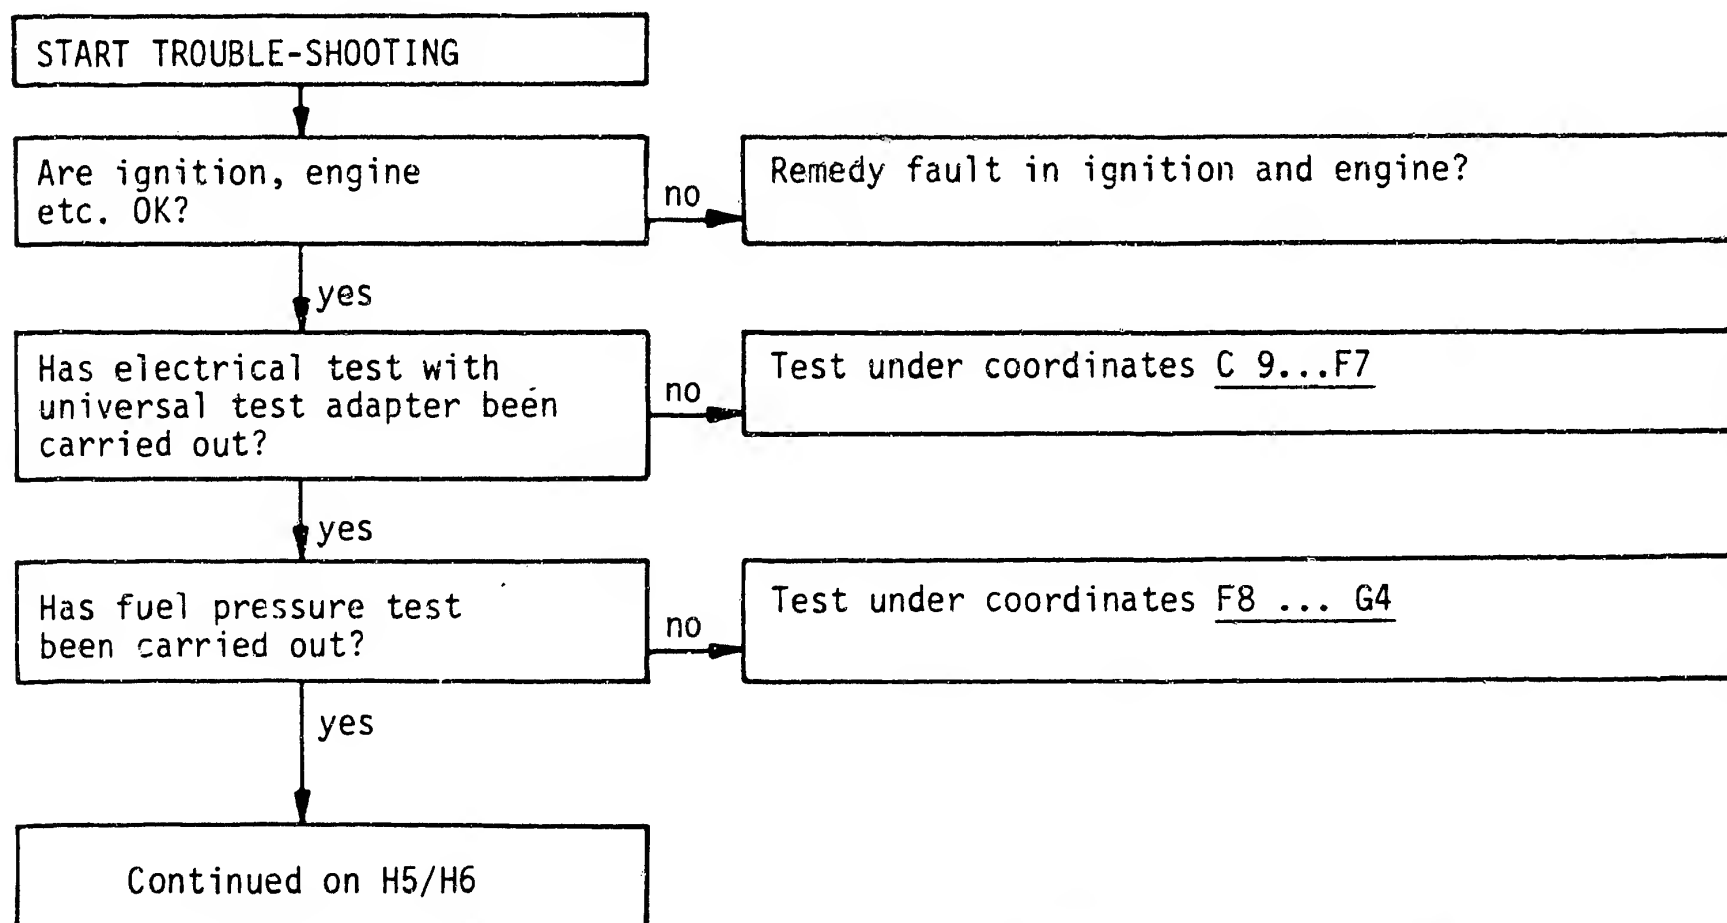 START TROUBLE-SHOOTING
Are ignition, engine
etc. OK?
no
Remedy fault in ignition and engine?
yes
Has electrical test with
universal test adapter been
carried out?
no
Test under coordinates C 9...F7
yes
Has fuel pressure test
been carried out?
no
Test under coordinates F8 ... G4
yes
Continued on H5/H6